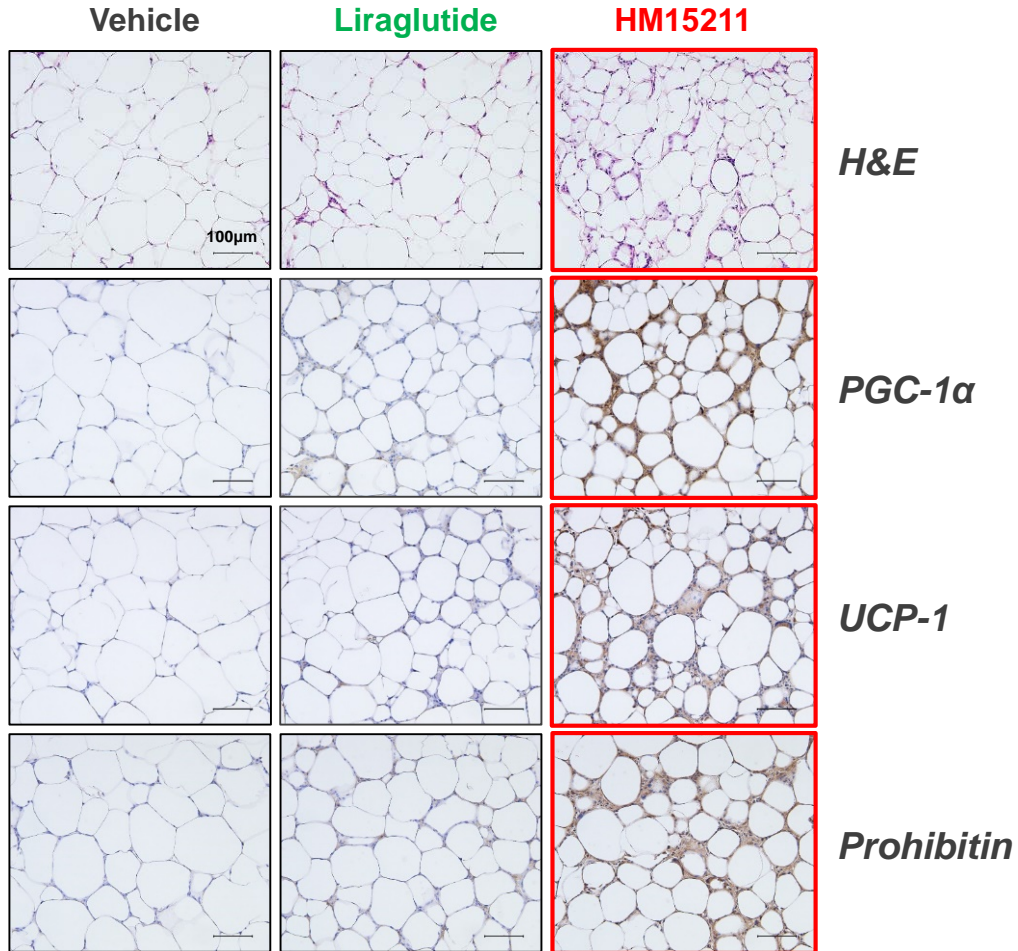 Vehicle Liraglutide HM15211
H&E
100μm
PGC-1α
UCP-1
Prohibitin